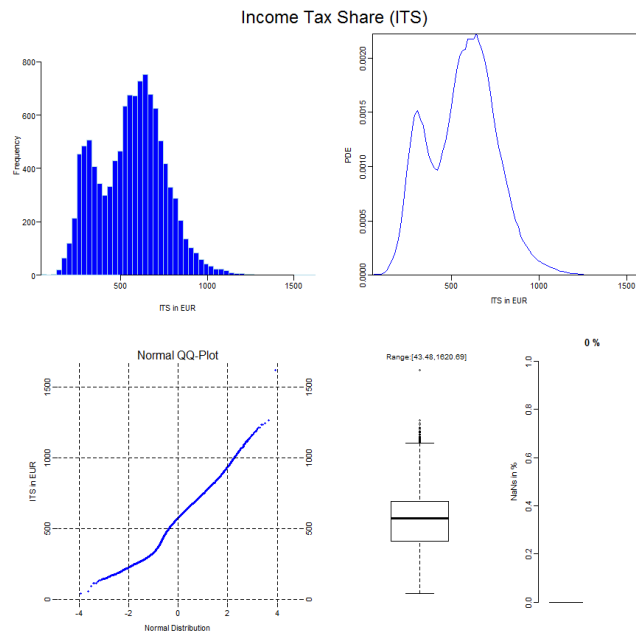 Income Tax Share (ITS)
Frequency
0 200 400 600 800
500 1000 1500
ITS in EUR
PDE
0.0000 0.0005 0.0010 0.0015 0.0020
500 1000 1500
ITS in EUR
Normal QQ-Plot
ITS in EUR
0 500 1000 1500
0 500 1000 1500
-4 -2 0 2 4
Normal Distribution
Range:[43.48,1620.69]
0 %
NaNs in %
0.0 0.2 0.4 0.6 0.8 1.0